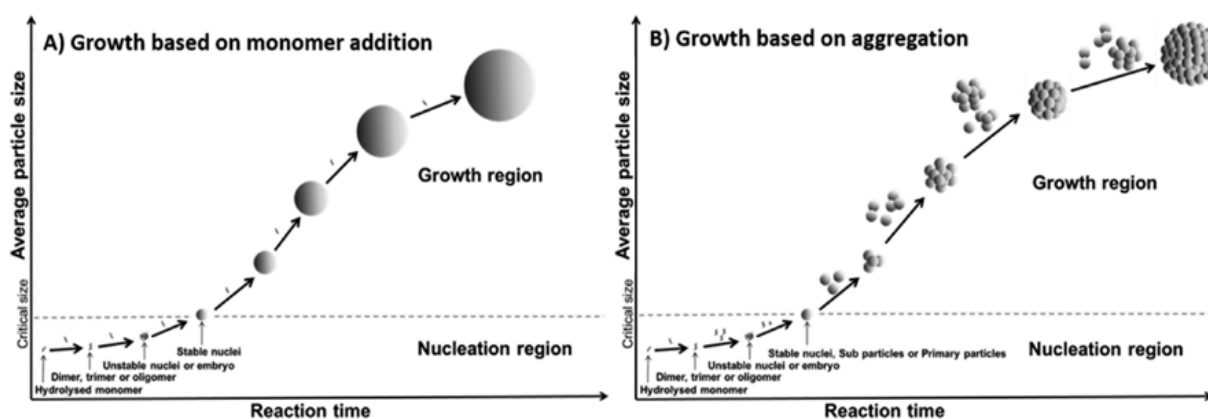 A) Growth based on monomer addition
Average particle size
Critical size
Growth region
Nucleation region
Stable nuclei
Unstable nuclei or embryo
Dimer, trimer or oligomer
Hydrolysed monomer
Reaction time
B) Growth based on aggregation
Average particle size
Critical size
Growth region
Nucleation region
Stable nuclei, Sub particles or Primary particles
Unstable nuclei or embryo
Dimer, trimer or oligomer
Hydrolysed monomer
Reaction time